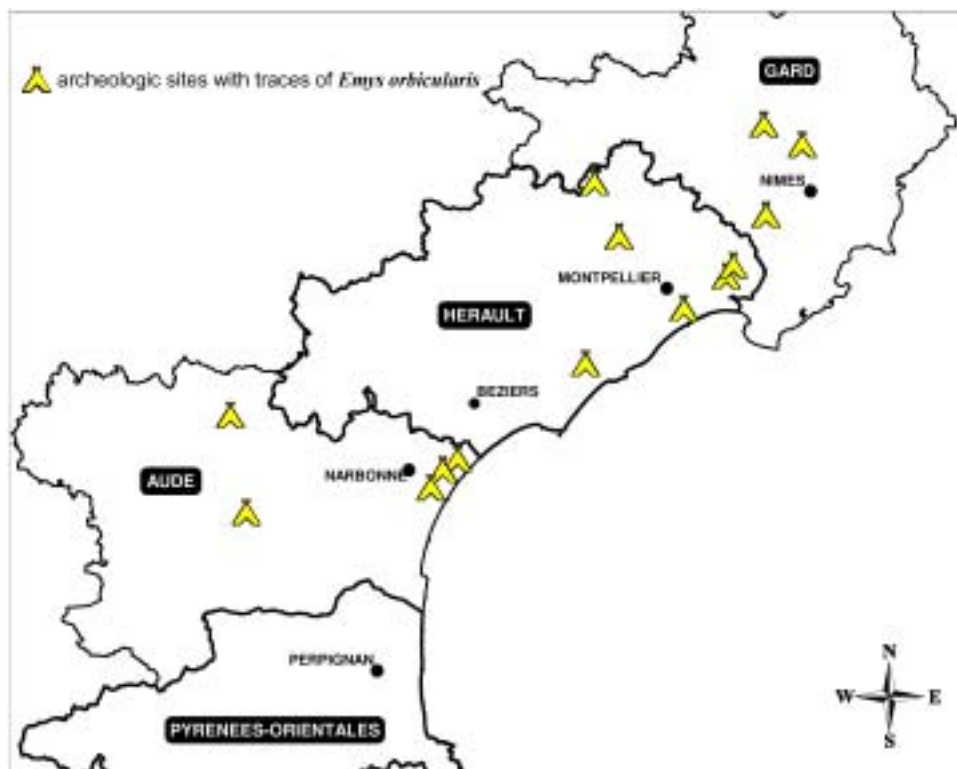 archeologic sites with traces of Emys orbicularis
GARD
NIMES
MONTPELLIER
HERAULT
BEZIERS
NARBONNE
AUDE
PERPIGNAN
PYRENEES-ORIENTALES
N
W E
S